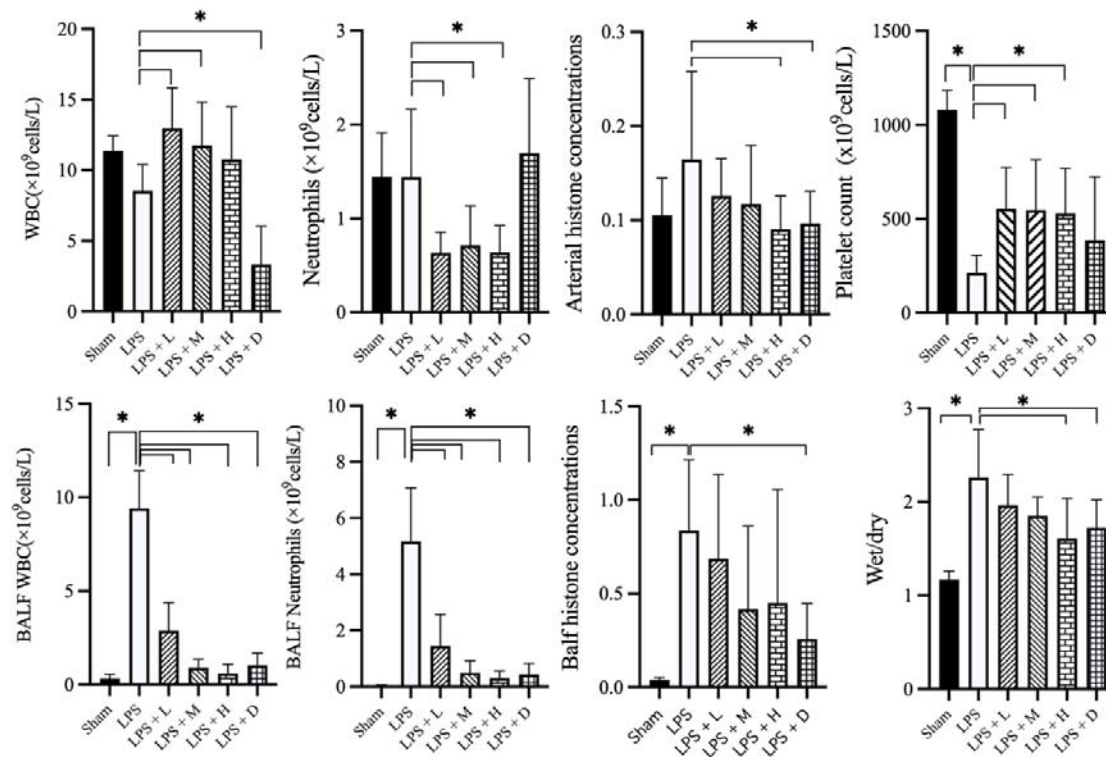 WBC(×10⁹cells/L)
20
15
10
5
0
*
Sham
LPS
LPS + L
LPS + M
LPS + H
LPS + D
Neutrophils (×10⁹cells/L)
3
2
1
0
*
Sham
LPS
LPS + L
LPS + M
LPS + H
LPS + D
Arterial histone concentrations
0.3
0.2
0.1
0.0
*
Sham
LPS
LPS + L
LPS + M
LPS + H
LPS + D
Platelet count (x10⁹cells/L)
1500
1000
500
0
*
*
Sham
LPS
LPS + L
LPS + M
LPS + H
LPS + D
BALF WBC(×10⁹cells/L)
15
10
5
0
*
*
Sham
LPS
LPS + L
LPS + M
LPS + H
LPS + D
BALF Neutrophils (×10⁹cells/L)
10
8
6
4
2
0
*
*
Sham
LPS
LPS + L
LPS + M
LPS + H
LPS + D
Balf histone concentrations
1.5
1.0
0.5
0.0
*
*
Sham
LPS
LPS + L
LPS + M
LPS + H
LPS + D
Wet/dry
3
2
1
0
*
*
Sham
LPS
LPS + L
LPS + M
LPS + H
LPS + D